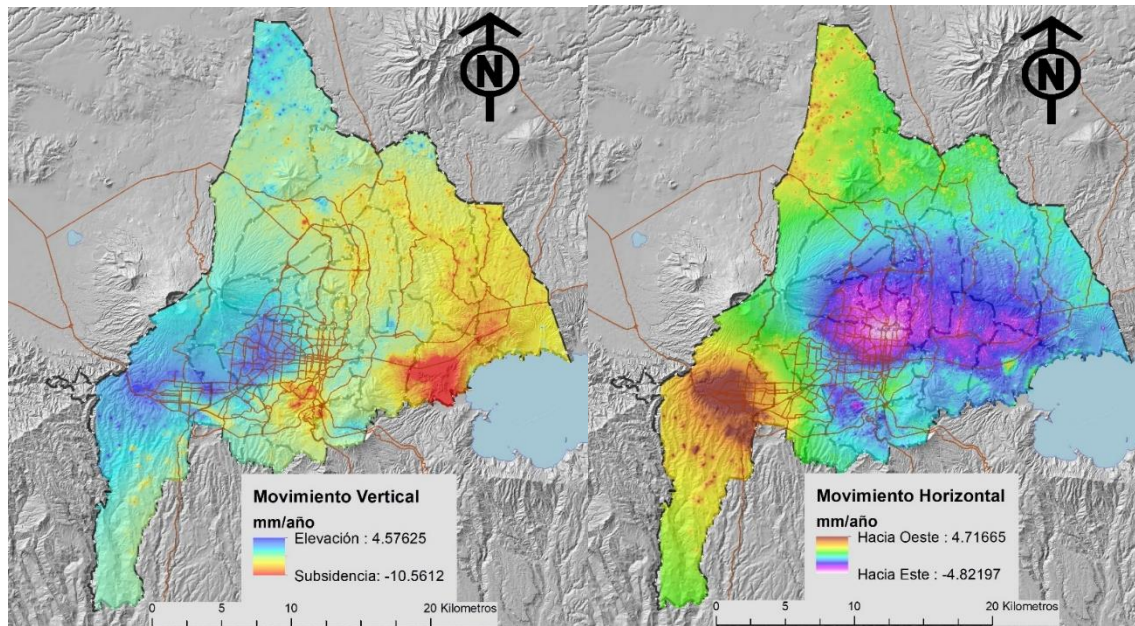 N
Movimiento Vertical
mm/año
Elevación : 4.57625
Subsidencia: -10.5612
0 5 10 20 Kilometros
N
Movimiento Horizontal
mm/año
Hacia Oeste : 4.71665
Hacia Este : -4.82197
0 5 10 20 Kilometros